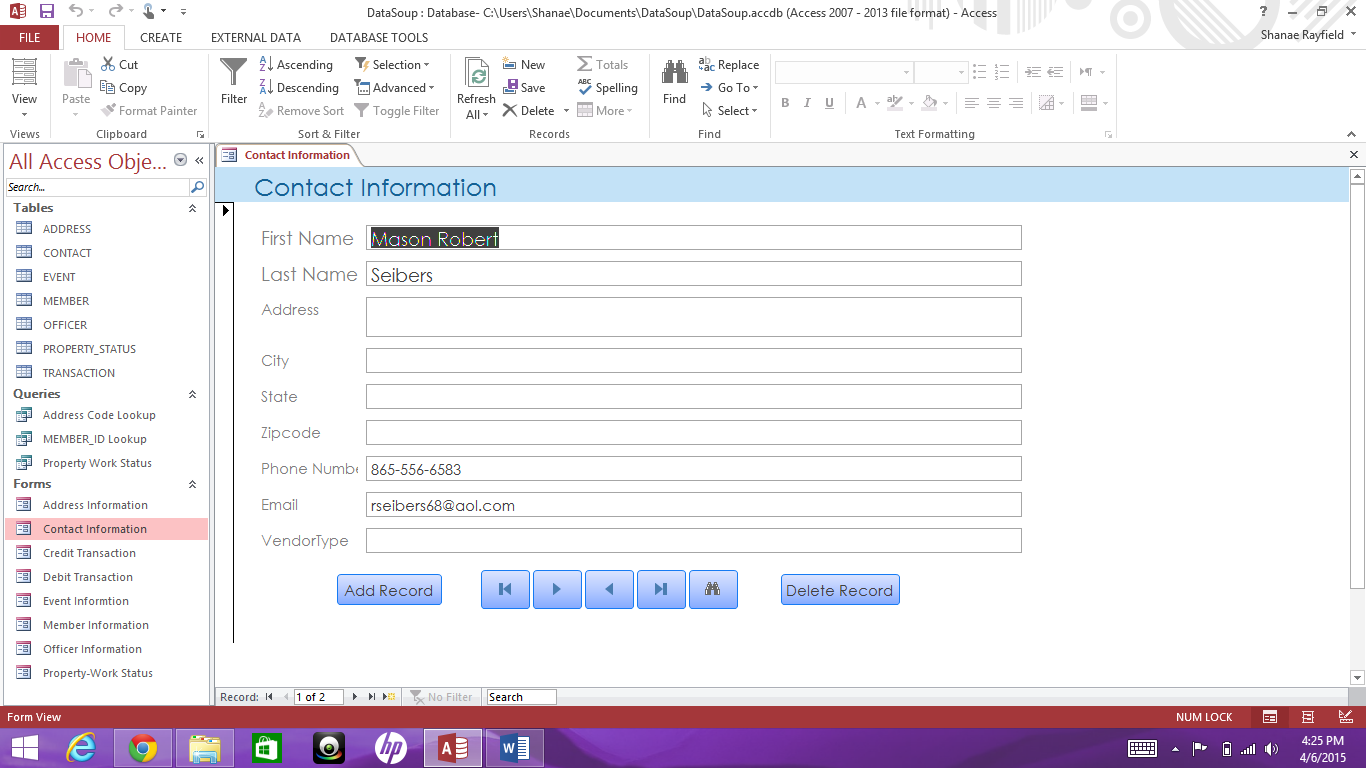 DataSoup : Database- C:\Users\Shanae\Documents\DataSoup\DataSoup.accdb (Access 2007 - 2013 file format) - Access
FILE HOME CREATE EXTERNAL DATA DATABASE TOOLS Shanae Rayfield
View
Views
Paste
Cut
Copy
Format Painter
Clipboard
Filter
Ascending
Descending
Remove Sort
Selection
Advanced
Toggle Filter
Sort & Filter
Refresh
All
New
Save
Delete
Totals
Spelling
More
Records
Find
Replace
Go To
Select
Find
B I U A
Text Formatting
All Access Obje...
Search...
Tables
ADDRESS
CONTACT
EVENT
MEMBER
OFFICER
PROPERTY_STATUS
TRANSACTION
Queries
Address Code Lookup
MEMBER_ID Lookup
Property Work Status
Forms
Address Information
Contact Information
Credit Transaction
Debit Transaction
Event Informtion
Member Information
Officer Information
Property-Work Status
Contact Information
Contact Information
First Name Mason Robert
Last Name Seibers
Address
City
State
Zipcode
Phone Numbe 865-556-6583
Email rseibers68@aol.com
VendorType
Add Record Delete Record
Record: 1 of 2 No Filter Search
Form View NUM LOCK
4:25 PM
4/6/2015